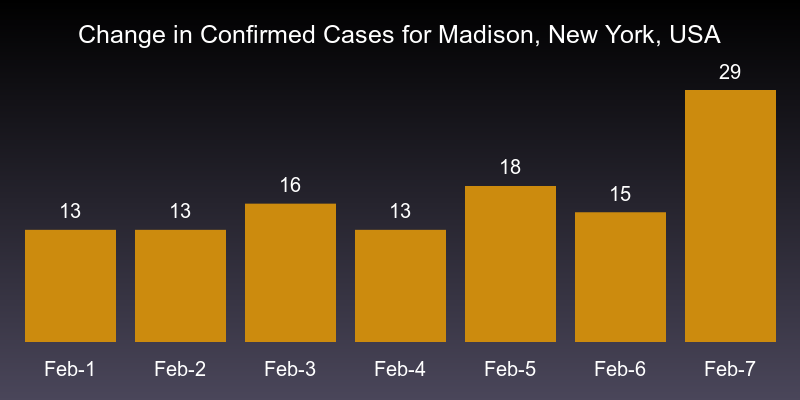 Change in Confirmed Cases for Madison, New York, USA
29
18
16
15
13
13
13
Feb-1
Feb-2
Feb-3
Feb-4
Feb-5
Feb-6
Feb-7